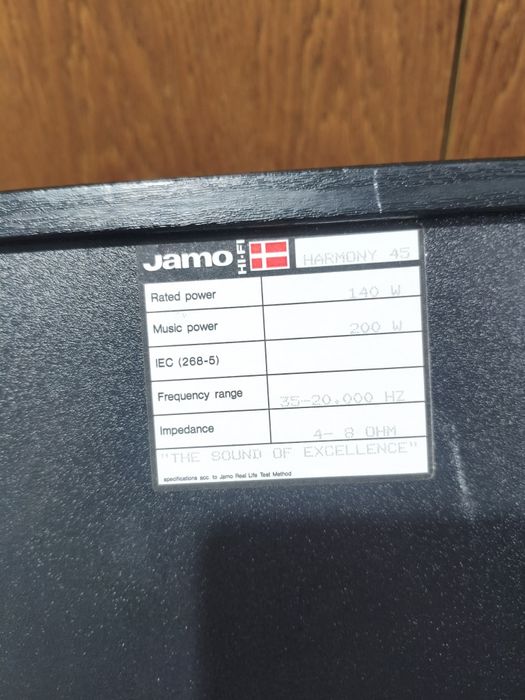 Jamo HI-FI HARMONY 45
Rated power 140 W
Music power 200 W
IEC (268-5)
Frequency range 35-20.000 HZ
Impedance 4- 8 OHM
"THE SOUND OF EXCELLENCE"
specifications acc. to Jamo Real Life Test Method